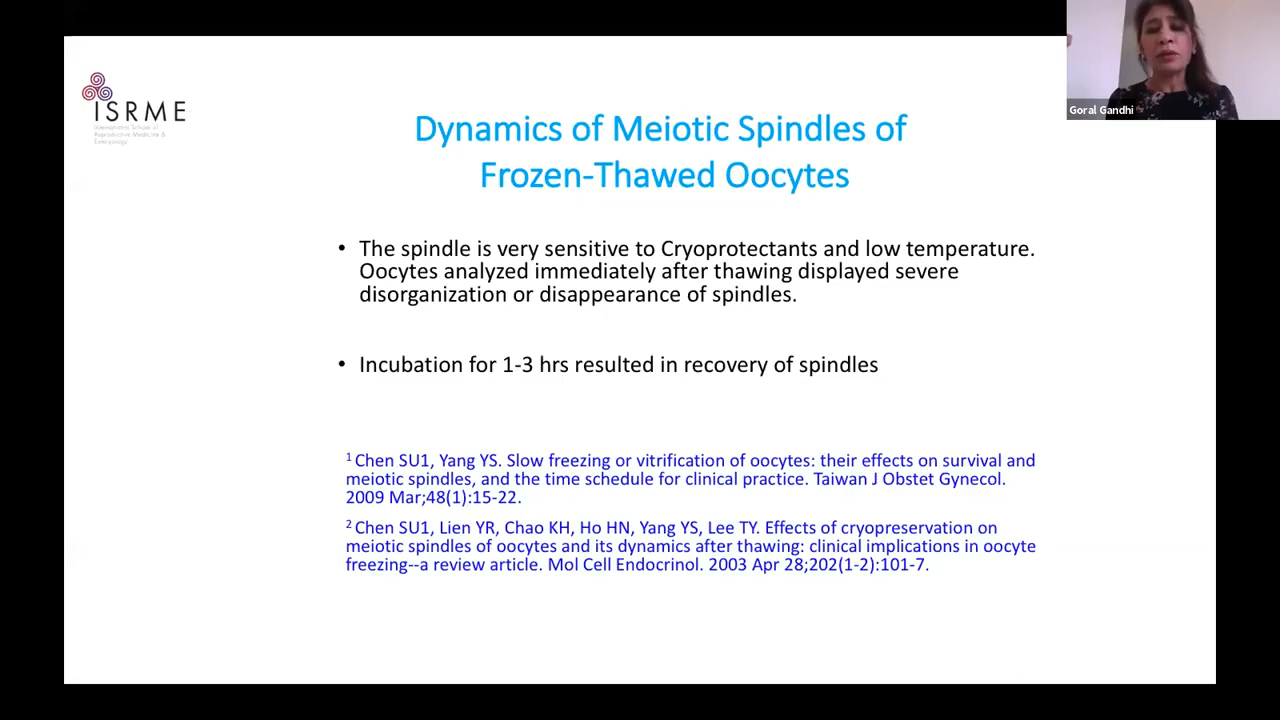 ISRME
International School of
Reproductive Medicine &
Embryology
Goral Gandhi
Dynamics of Meiotic Spindles of
Frozen-Thawed Oocytes
• The spindle is very sensitive to Cryoprotectants and low temperature.
Oocytes analyzed immediately after thawing displayed severe
disorganization or disappearance of spindles.
• Incubation for 1-3 hrs resulted in recovery of spindles
1 Chen SU1, Yang YS. Slow freezing or vitrification of oocytes: their effects on survival and
meiotic spindles, and the time schedule for clinical practice. Taiwan J Obstet Gynecol.
2009 Mar;48(1):15-22.
2 Chen SU1, Lien YR, Chao KH, Ho HN, Yang YS, Lee TY. Effects of cryopreservation on
meiotic spindles of oocytes and its dynamics after thawing: clinical implications in oocyte
freezing--a review article. Mol Cell Endocrinol. 2003 Apr 28;202(1-2):101-7.